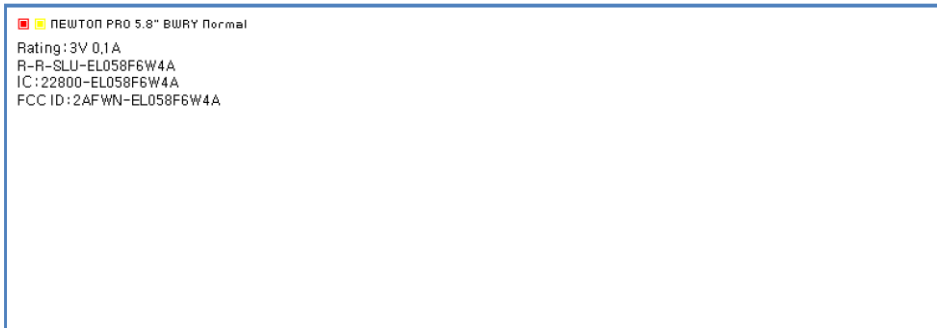 NEWTON PRO 5.8" BWRY Normal
Rating:3V 0,1A
R-R-SLU-EL058F6W4A
IC:22800-EL058F6W4A
FCC ID:2AFWN-EL058F6W4A